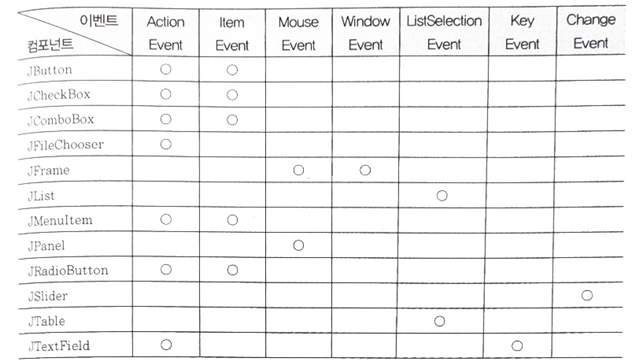 이벤트 Action Item Mouse Window ListSelection Key Change
컴포넌트 Event Event Event Event Event Event Event
JButton ○ ○
JCheckBox ○ ○
JComboBox ○ ○
JFileChooser ○
JFrame ○ ○
JList ○
JMenuItem ○ ○
JPanel ○
JRadioButton ○ ○
JSlider ○
JTable ○
JTextField ○ ○